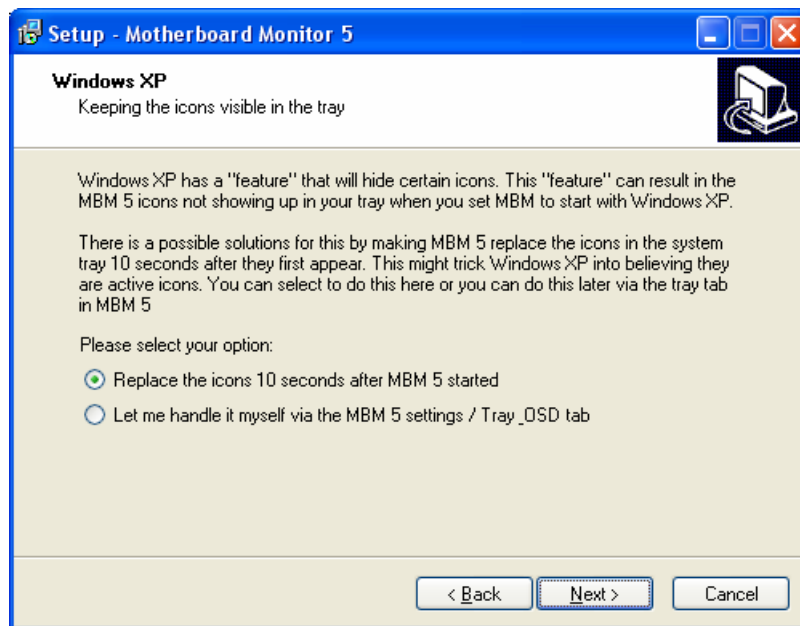 Setup - Motherboard Monitor 5
Windows XP
Keeping the icons visible in the tray
Windows XP has a "feature" that will hide certain icons. This "feature" can result in the
MBM 5 icons not showing up in your tray when you set MBM to start with Windows XP.
There is a possible solutions for this by making MBM 5 replace the icons in the system
tray 10 seconds after they first appear. This might trick Windows XP into believing they
are active icons. You can select to do this here or you can do this later via the tray tab
in MBM 5
Please select your option:
Replace the icons 10 seconds after MBM 5 started
Let me handle it myself via the MBM 5 settings / Tray_OSD tab
< Back Next > Cancel